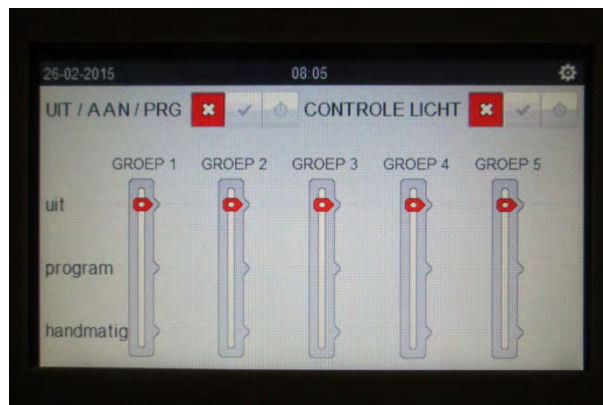 26-02-2015 08:05
UIT / AAN / PRG CONTROLE LICHT
GROEP 1 GROEP 2 GROEP 3 GROEP 4 GROEP 5
uit
program
handmatig